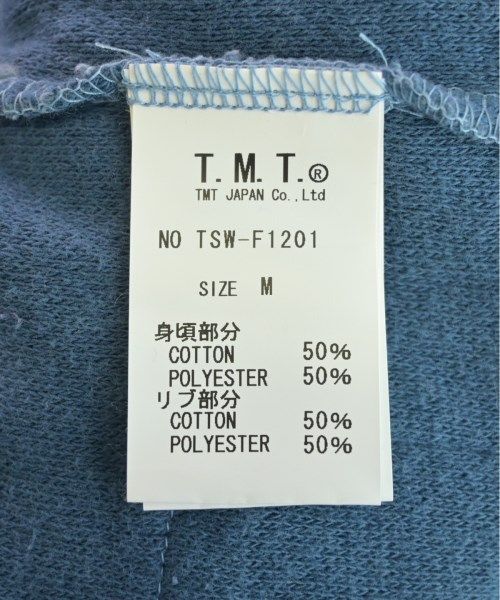 T.M.T.®
TMT JAPAN Co.,Ltd
NO TSW-F1201
SIZE M
身頃部分
COTTON 50%
POLYESTER 50%
リブ部分
COTTON 50%
POLYESTER 50%